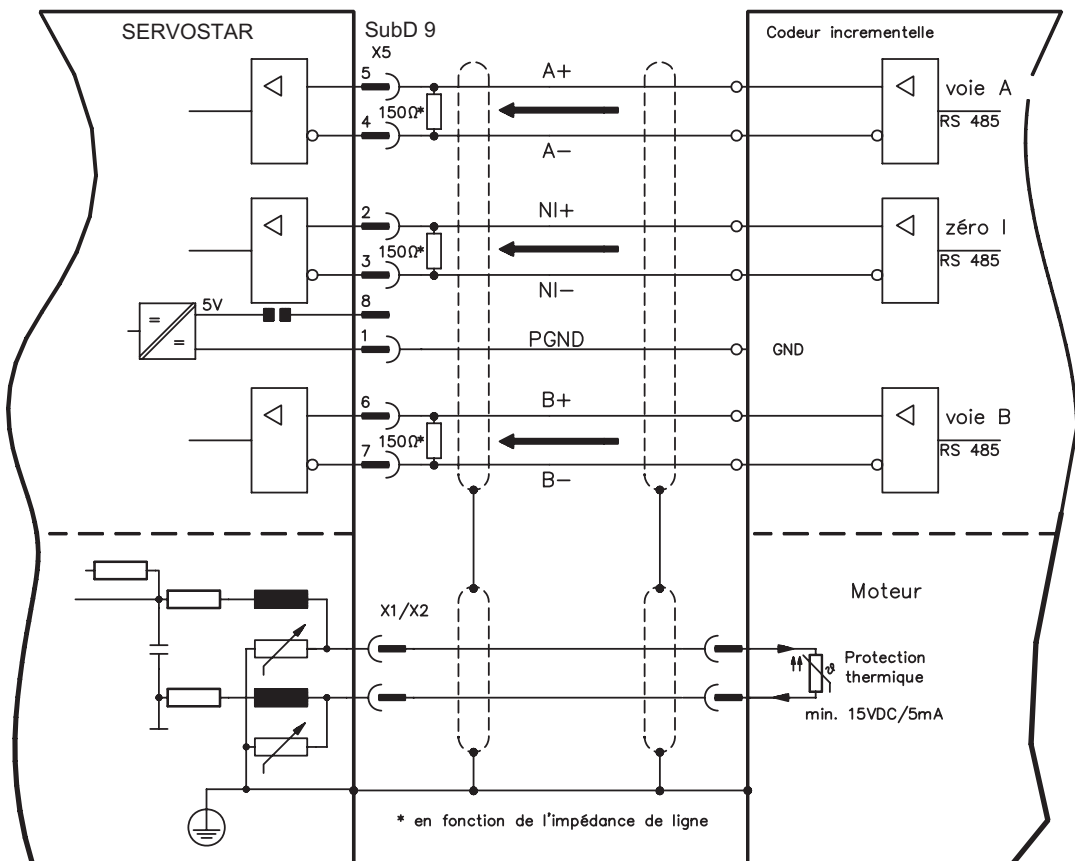 SERVOSTAR
SubD 9
X5
Codeur incrementelle
5
A+
voie A
150Ω*
RS 485
4
A-
2
NI+
zéro I
150Ω*
RS 485
3
NI-
5V
8
=
=
1
PGND
GND
6
B+
voie B
150Ω*
RS 485
7
B-
Moteur
X1/X2
Protection
thermique
ϑ
min. 15VDC/5mA
* en fonction de l'impédance de ligne